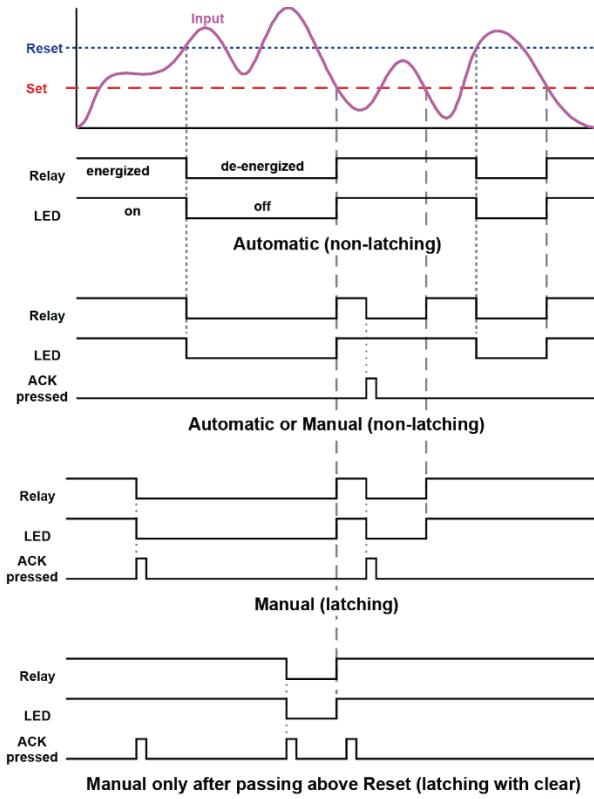 Input
Reset
Set
energized
de-energized
Relay
LED
on
off
Automatic (non-latching)
Relay
LED
ACK
pressed
Automatic or Manual (non-latching)
Relay
LED
ACK
pressed
Manual (latching)
Relay
LED
ACK
pressed
Manual only after passing above Reset (latching with clear)